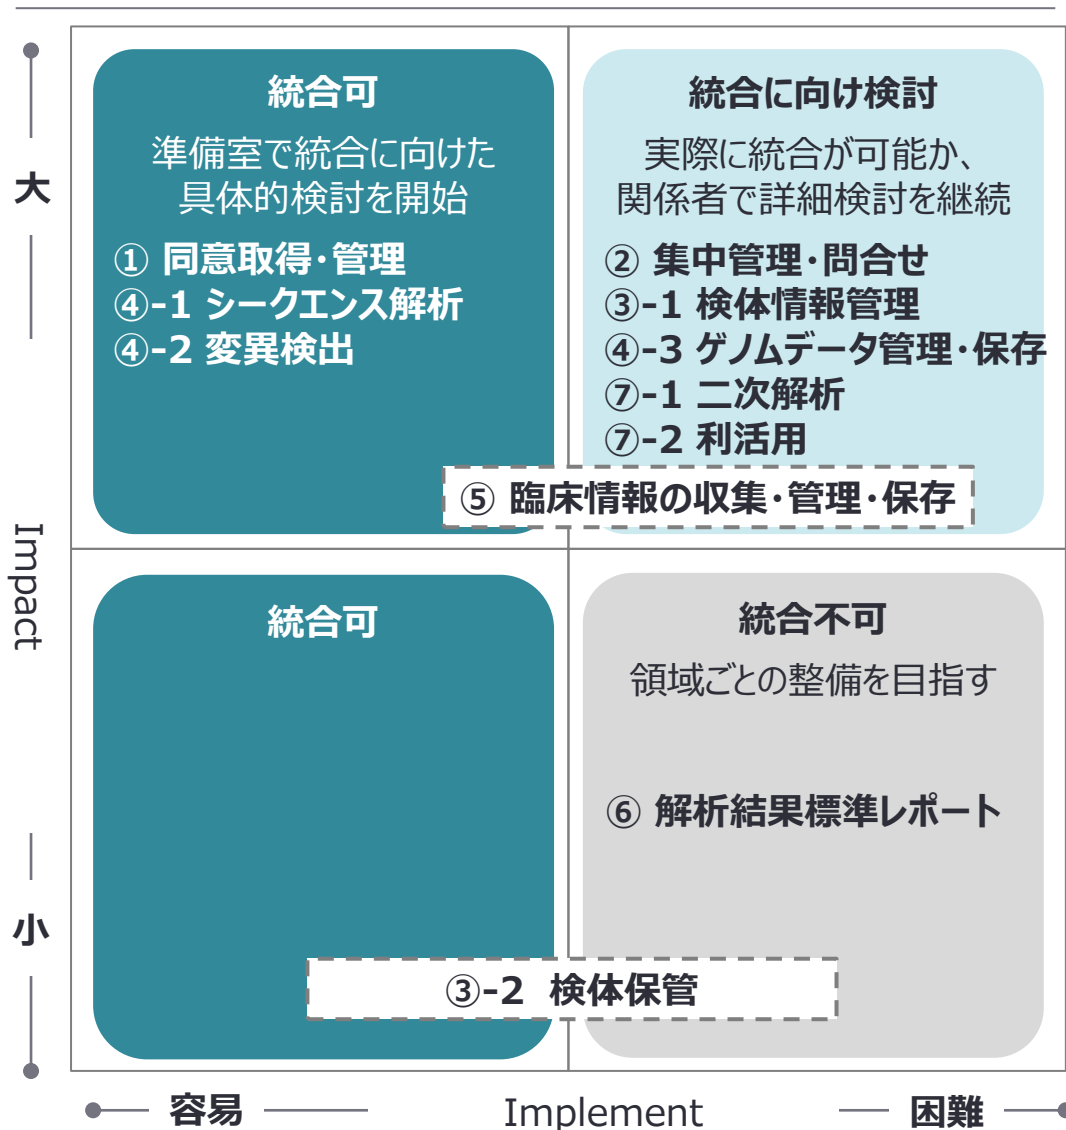 大
小
Impact
統合可
準備室で統合に向けた
具体的検討を開始
① 同意取得・管理
④-1 シークエンス解析
④-2 変異検出
統合に向け検討
実際に統合が可能か、
関係者で詳細検討を継続
② 集中管理・問合せ
③-1 検体情報管理
④-3 ゲノムデータ管理・保存
⑦-1 二次解析
⑦-2 利活用
⑤ 臨床情報の収集・管理・保存
統合可
統合不可
領域ごとの整備を目指す
⑥ 解析結果標準レポート
③-2 検体保管
容易
Implement
困難